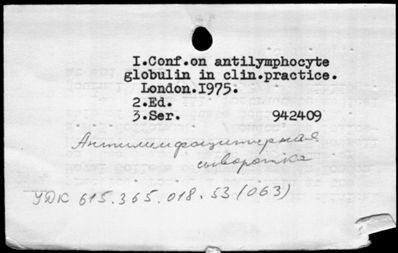 I.Conf.on antilymphocyte
globulin in clin.practice.
London.I975.
2.Ed.
3.Ser. 942409
Антилимфоцитарная
сыворотка
УДК 615.365.018.53(063)